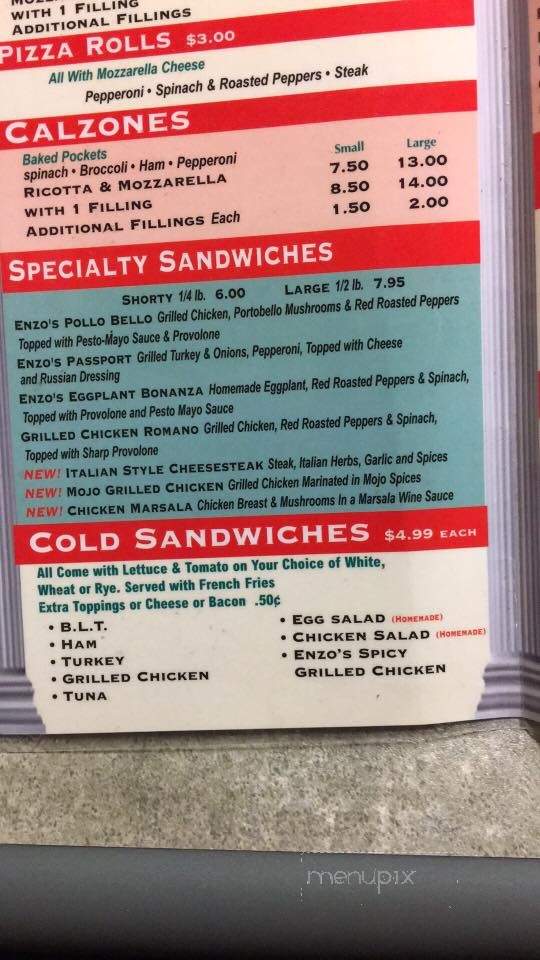 WITH 1 FILLING
ADDITIONAL FILLINGS
PIZZA ROLLS $3.00
All With Mozzarella Cheese
Pepperoni • Spinach & Roasted Peppers • Steak
CALZONES
Baked Pockets Small Large
spinach • Broccoli • Ham • Pepperoni
RICOTTA & MOZZARELLA 7.50 13.00
WITH 1 FILLING 8.50 14.00
ADDITIONAL FILLINGS Each 1.50 2.00
SPECIALTY SANDWICHES
SHORTY 1/4 lb. 6.00 LARGE 1/2 lb. 7.95
ENZO'S POLLO BELLO Grilled Chicken, Portobello Mushrooms & Red Roasted Peppers
Topped with Pesto-Mayo Sauce & Provolone
ENZO'S PASSPORT Grilled Turkey & Onions, Pepperoni, Topped with Cheese
and Russian Dressing
ENZO'S EGGPLANT BONANZA Homemade Eggplant, Red Roasted Peppers & Spinach,
Topped with Provolone and Pesto Mayo Sauce
GRILLED CHICKEN ROMANO Grilled Chicken, Red Roasted Peppers & Spinach,
Topped with Sharp Provolone
NEW! ITALIAN STYLE CHEESESTEAK Steak, Italian Herbs, Garlic and Spices
NEW! MOJO GRILLED CHICKEN Grilled Chicken Marinated in Mojo Spices
NEW! CHICKEN MARSALA Chicken Breast & Mushrooms In a Marsala Wine Sauce
COLD SANDWICHES $4.99 EACH
All Come with Lettuce & Tomato on Your Choice of White,
Wheat or Rye. Served with French Fries
Extra Toppings or Cheese or Bacon .50¢
• B.L.T.
• HAM
• TURKEY
• GRILLED CHICKEN
• TUNA
• EGG SALAD (HOMEMADE)
• CHICKEN SALAD (HOMEMADE)
• ENZO'S SPICY
GRILLED CHICKEN
menupix